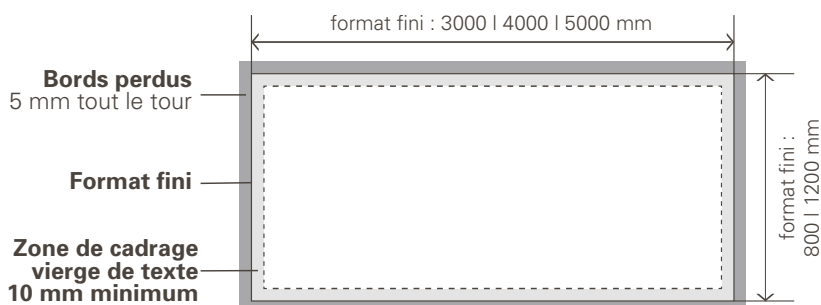 format fini : 3000 l 4000 l 5000 mm
Bords perdus
5 mm tout le tour
Format fini
Zone de cadrage
vierge de texte
10 mm minimum
format fini :
800 l 1200 mm